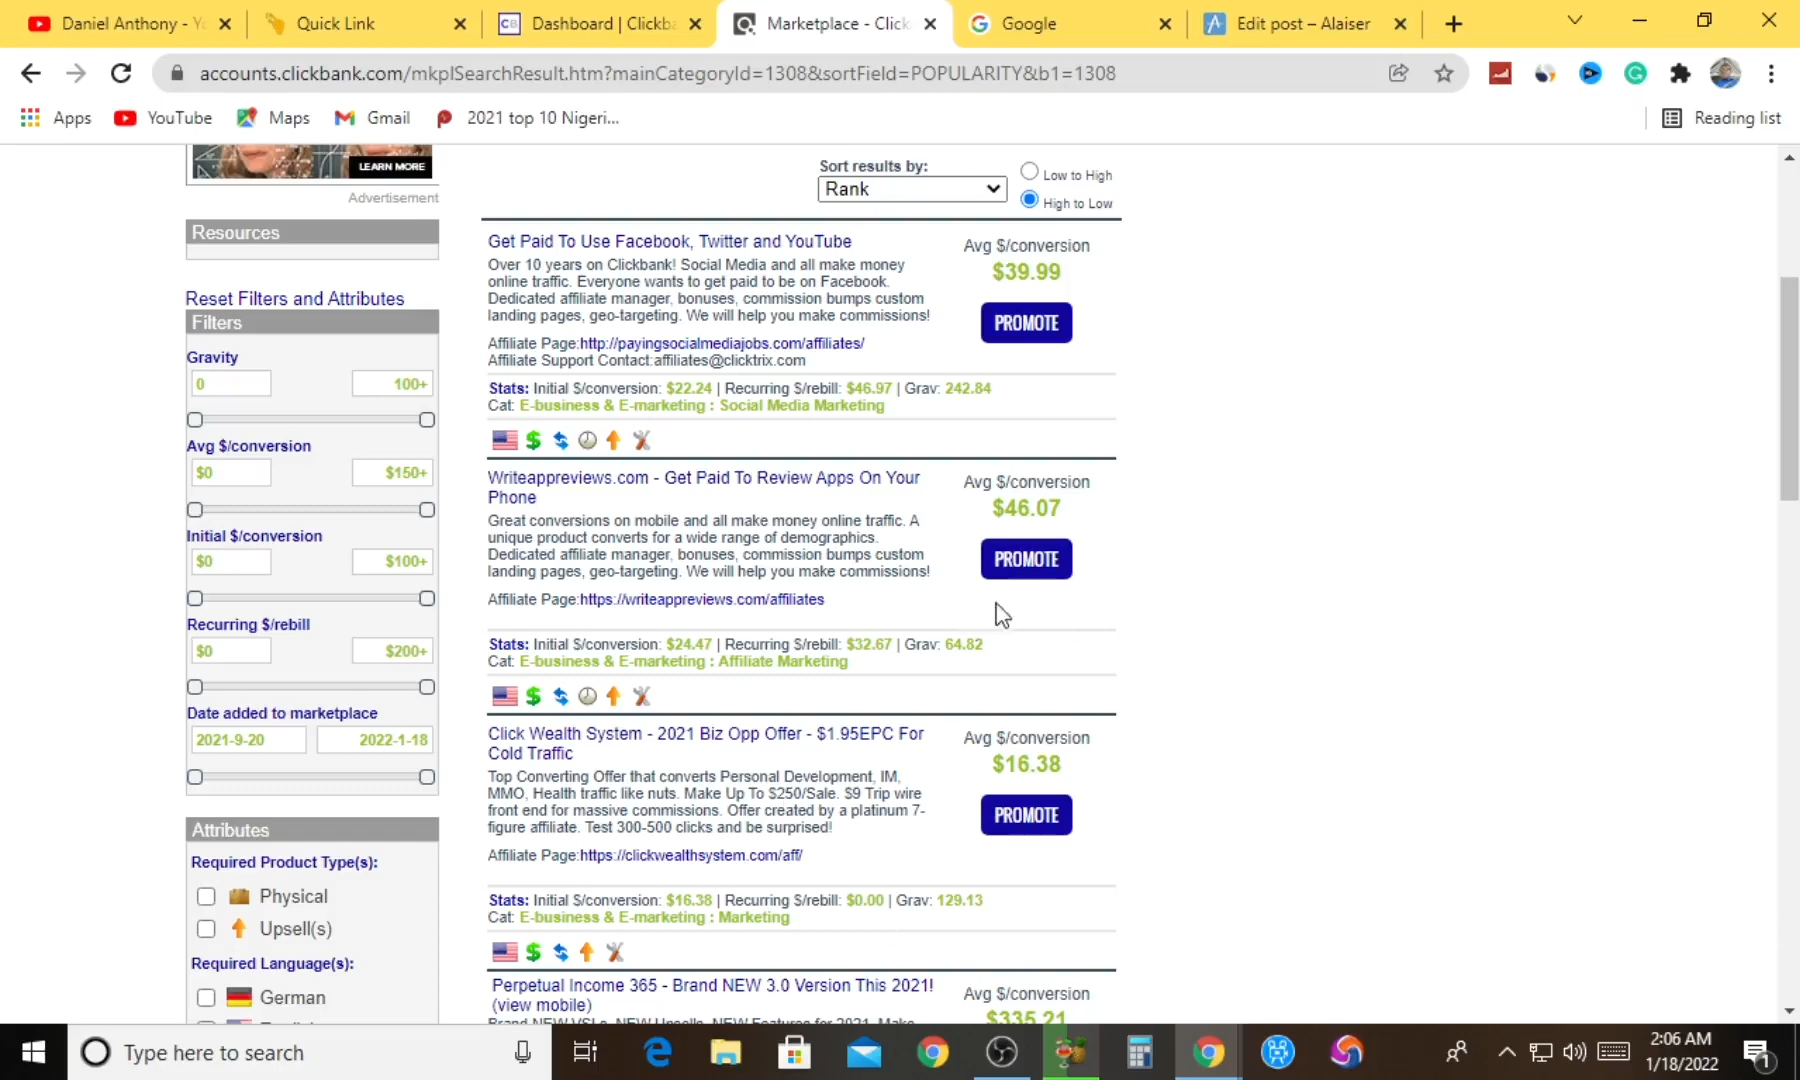 Daniel Anthony - Y
Quick Link
CB
Dashboard | Clickba
Marketplace - Click
Google
Edit post – Alaiser
accounts.clickbank.com/mkplSearchResult.htm?mainCategoryId=1308&sortField=POPULARITY&b1=1308
Apps
YouTube
Maps
Gmail
2021 top 10 Nigeri...
Reading list
LEARN MORE
Advertisement
Resources
Reset Filters and Attributes
Filters
Gravity
0
100+
Avg $/conversion
$0
$150+
Initial $/conversion
$0
$100+
Recurring $/rebill
$0
$200+
Date added to marketplace
2021-9-20
2022-1-18
Attributes
Required Product Type(s):
Physical
Upsell(s)
Required Language(s):
German
Sort results by:
Rank
Low to High
High to Low
Get Paid To Use Facebook, Twitter and YouTube
Over 10 years on Clickbank! Social Media and all make money
online traffic. Everyone wants to get paid to be on Facebook.
Dedicated affiliate manager, bonuses, commission bumps custom
landing pages, geo-targeting. We will help you make commissions!
Affiliate Page:http://payingsocialmediajobs.com/affiliates/
Affiliate Support Contact:affiliates@clicktrix.com
Avg $/conversion
$39.99
PROMOTE
Stats: Initial $/conversion: $22.24 | Recurring $/rebill: $46.97 | Grav: 242.84
Cat: E-business & E-marketing : Social Media Marketing
Writeappreviews.com - Get Paid To Review Apps On Your
Phone
Great conversions on mobile and all make money online traffic. A
unique product converts for a wide range of demographics.
Dedicated affiliate manager, bonuses, commission bumps custom
landing pages, geo-targeting. We will help you make commissions!
Affiliate Page:https://writeappreviews.com/affiliates
Avg $/conversion
$46.07
PROMOTE
Stats: Initial $/conversion: $24.47 | Recurring $/rebill: $32.67 | Grav: 64.82
Cat: E-business & E-marketing : Affiliate Marketing
Click Wealth System - 2021 Biz Opp Offer - $1.95EPC For
Cold Traffic
Top Converting Offer that converts Personal Development, IM,
MMO, Health traffic like nuts. Make Up To $250/Sale. $9 Trip wire
front end for massive commissions. Offer created by a platinum 7-
figure affiliate. Test 300-500 clicks and be surprised!
Affiliate Page:https://clickwealthsystem.com/aff/
Avg $/conversion
$16.38
PROMOTE
Stats: Initial $/conversion: $16.38 | Recurring $/rebill: $0.00 | Grav: 129.13
Cat: E-business & E-marketing : Marketing
Perpetual Income 365 - Brand NEW 3.0 Version This 2021!
(view mobile)
Brand NEW VSLs, NEW Upsells, NEW Features for 2021. Make
Avg $/conversion
$335.21
Type here to search
2:06 AM
1/18/2022
1